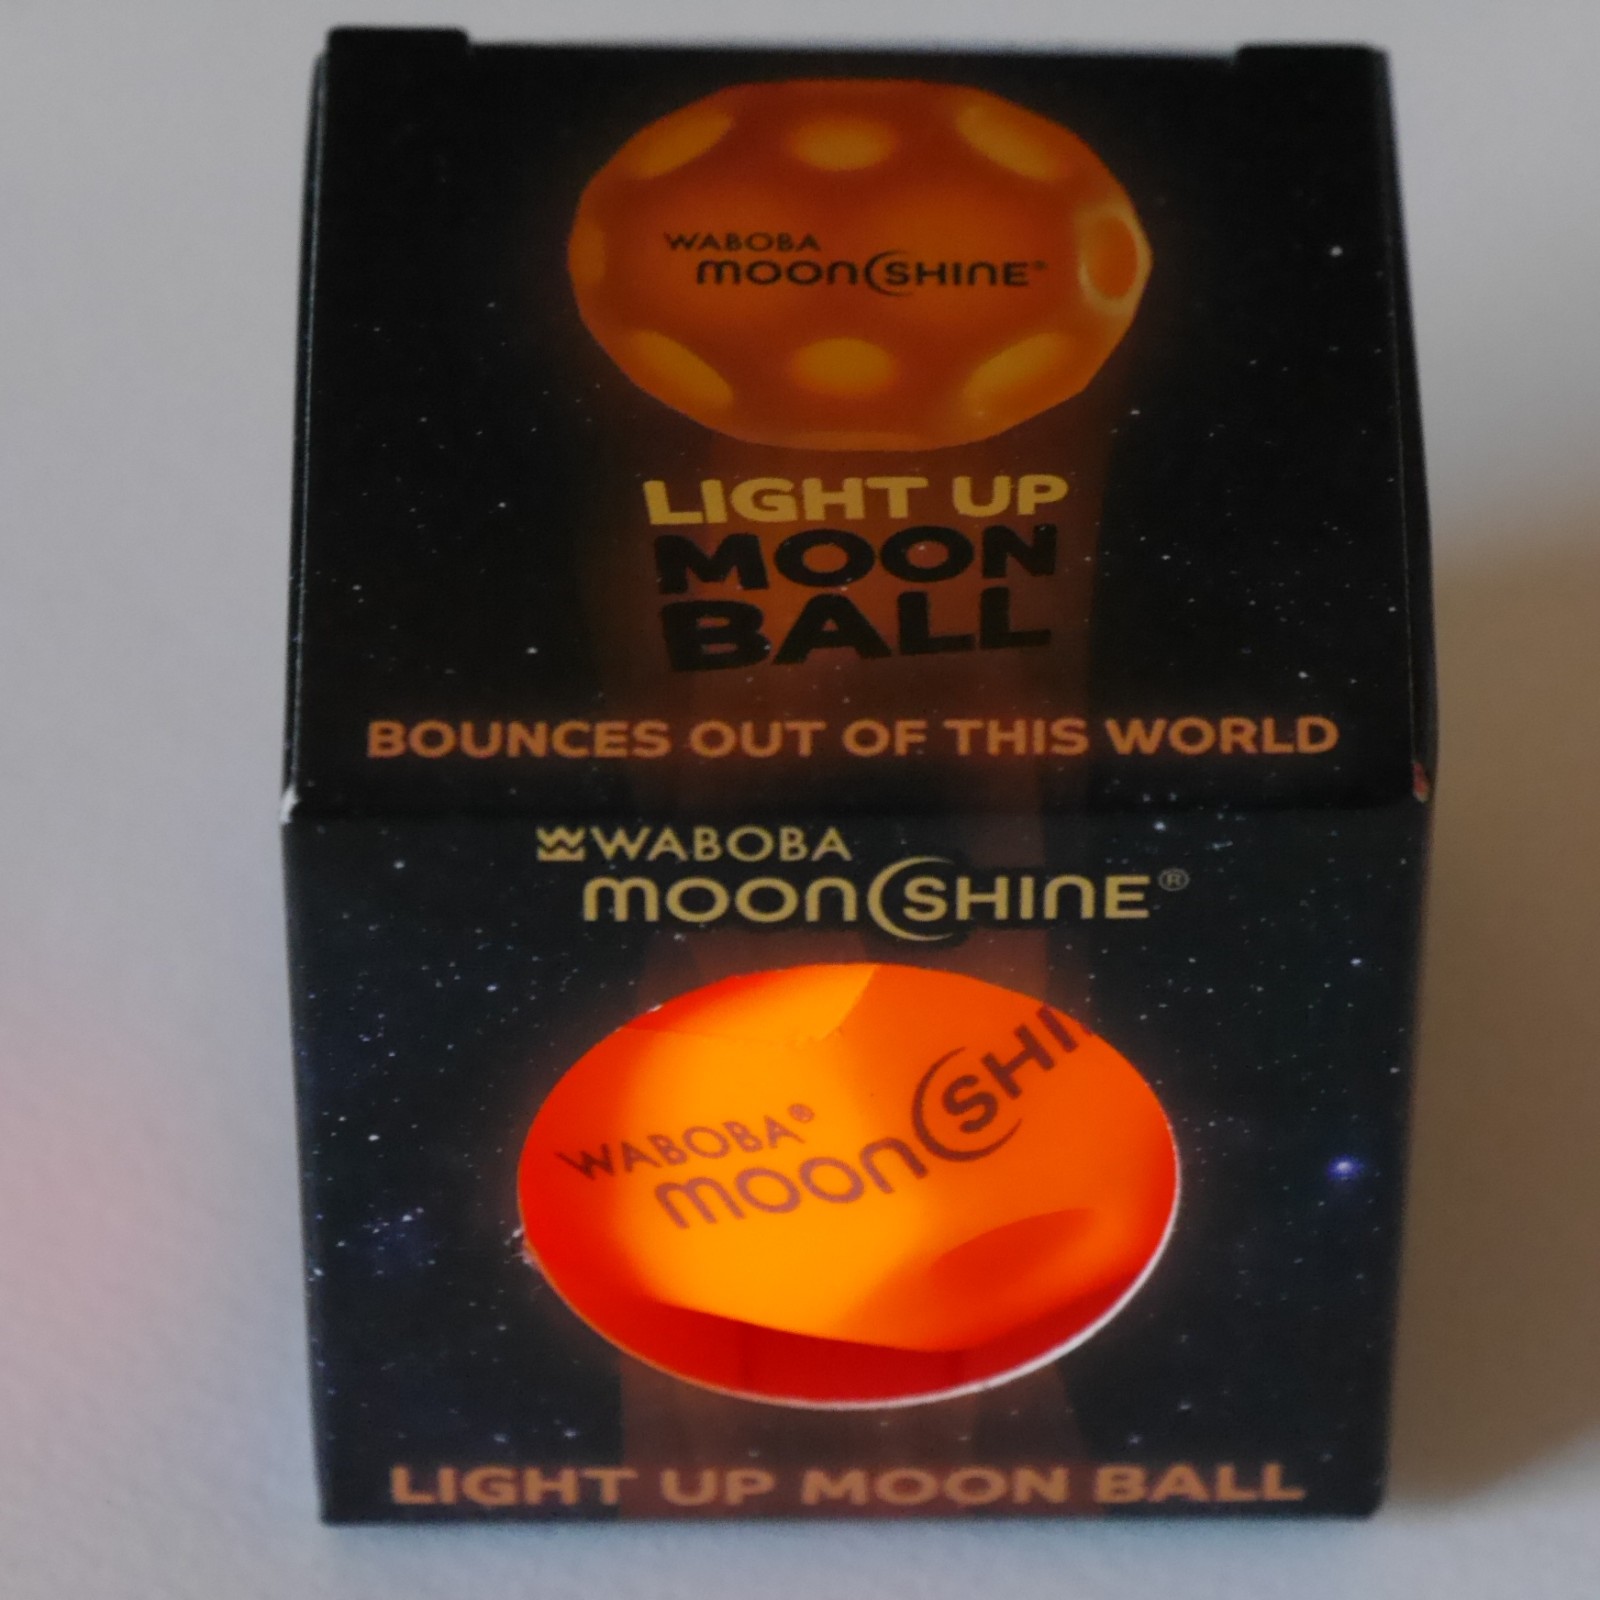 WABOBA
MOONSHINE®
LIGHT UP
MOON
BALL
BOUNCES OUT OF THIS WORLD
WABOBA
MOONSHINE®
WABOBA®
MOONSHI
LIGHT UP MOON BALL